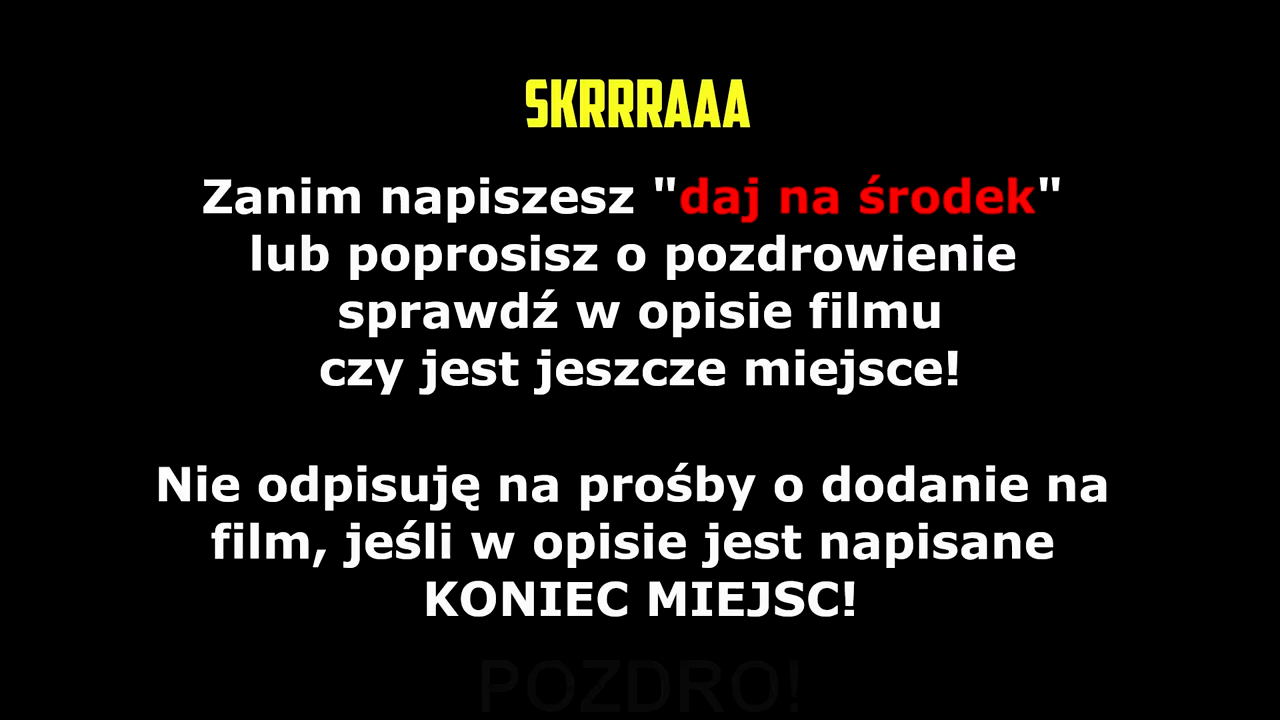 SKRRRAAA
Zanim napiszesz "daj na środek"
lub poprosisz o pozdrowienie
sprawdź w opisie filmu
czy jest jeszcze miejsce!
Nie odpisuję na prośby o dodanie na
film, jeśli w opisie jest napisane
KONIEC MIEJSC!
POZDRO!